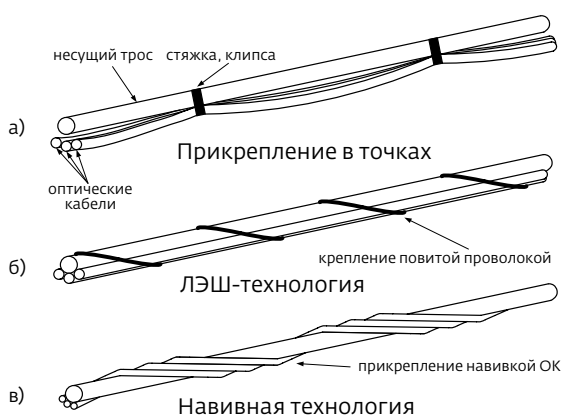 несущий трос
стяжка, клипса
а)
Прикрепление в точках
оптические
кабели
крепление повитой проволокой
б)
ЛЭШ-технология
прикрепление навивкой ОК
в)
Навивная технология